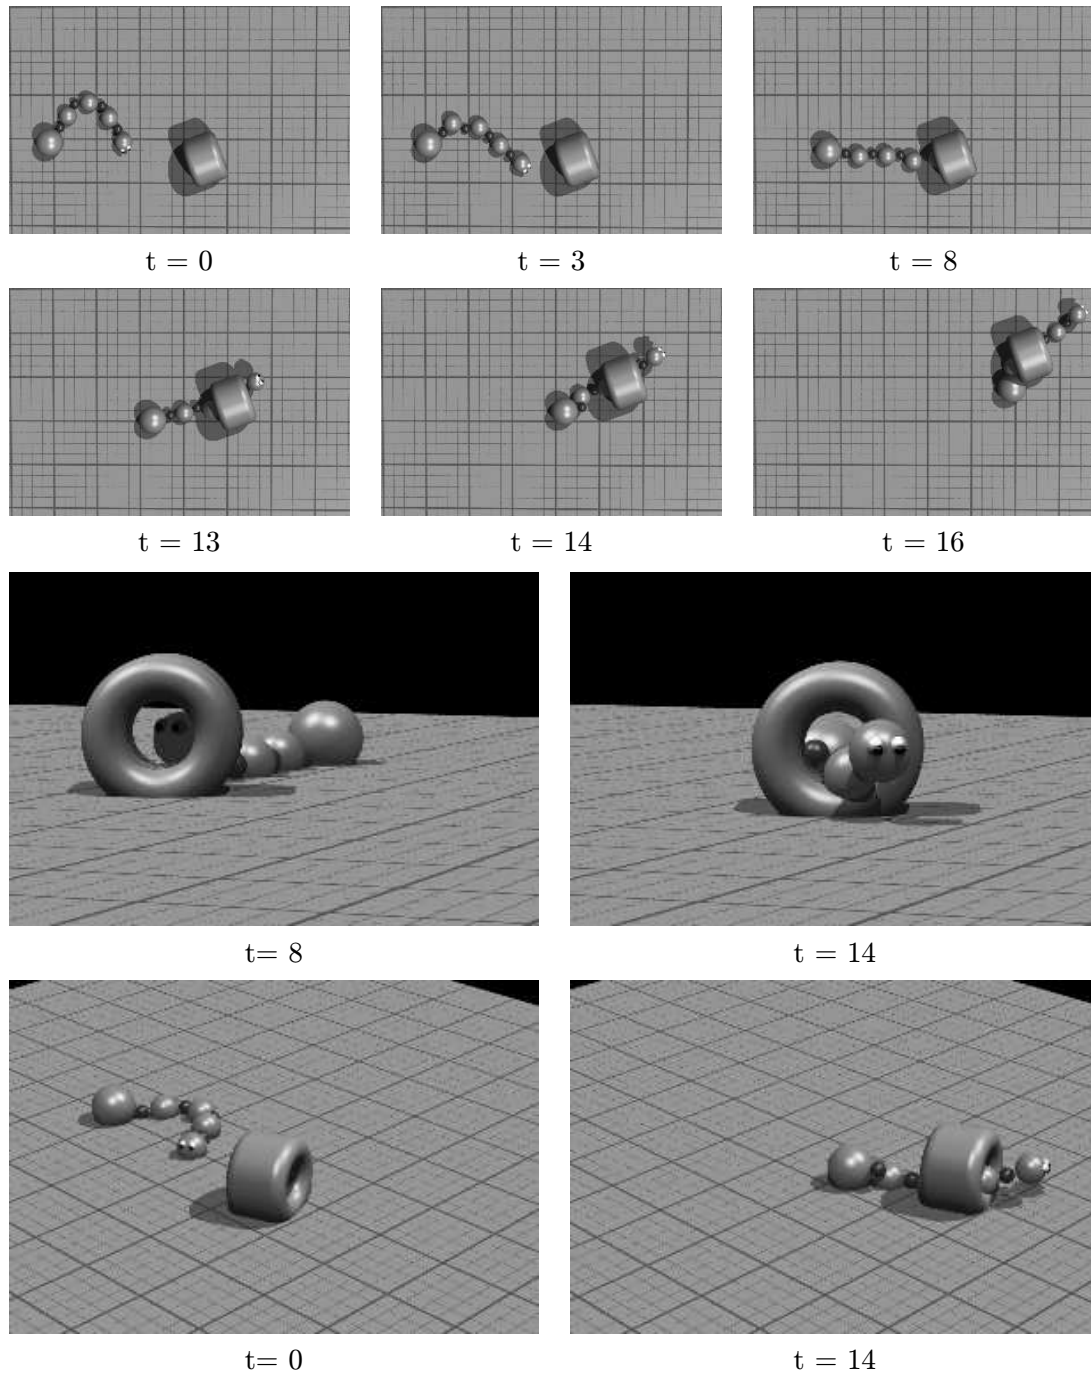 t = 0
t = 3
t = 8
t = 13
t = 14
t = 16
t= 8
t = 14
t= 0
t = 14